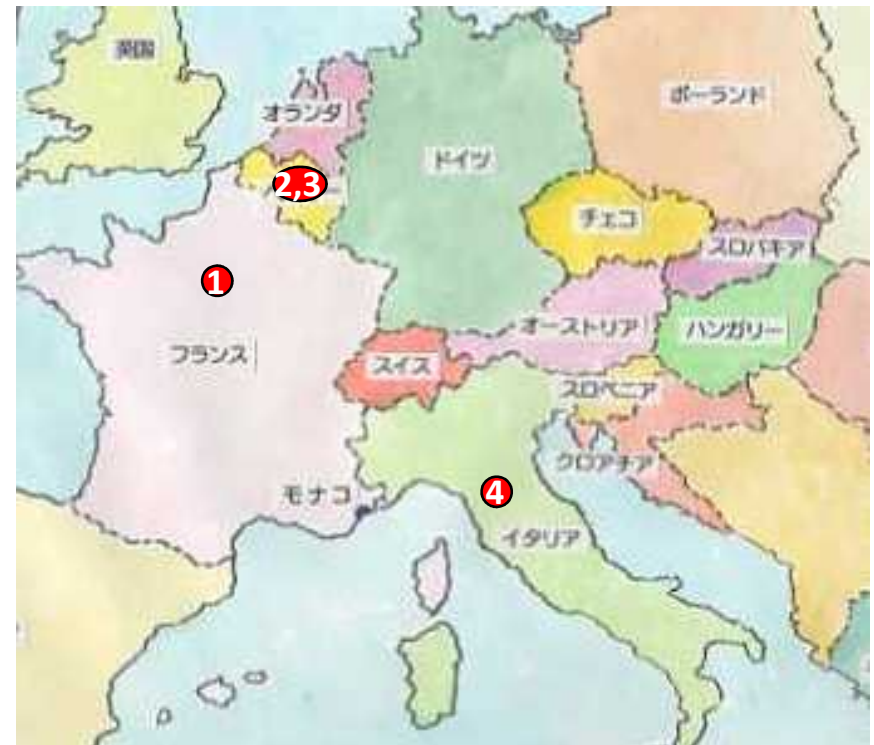 英国
オランダ
ポーランド
ドイツ
2,3
チェコ
スロバキア
1
オーストリア
ハンガリー
フランス
スイス
スロベニア
クロアチア
モナコ
4
イタリア